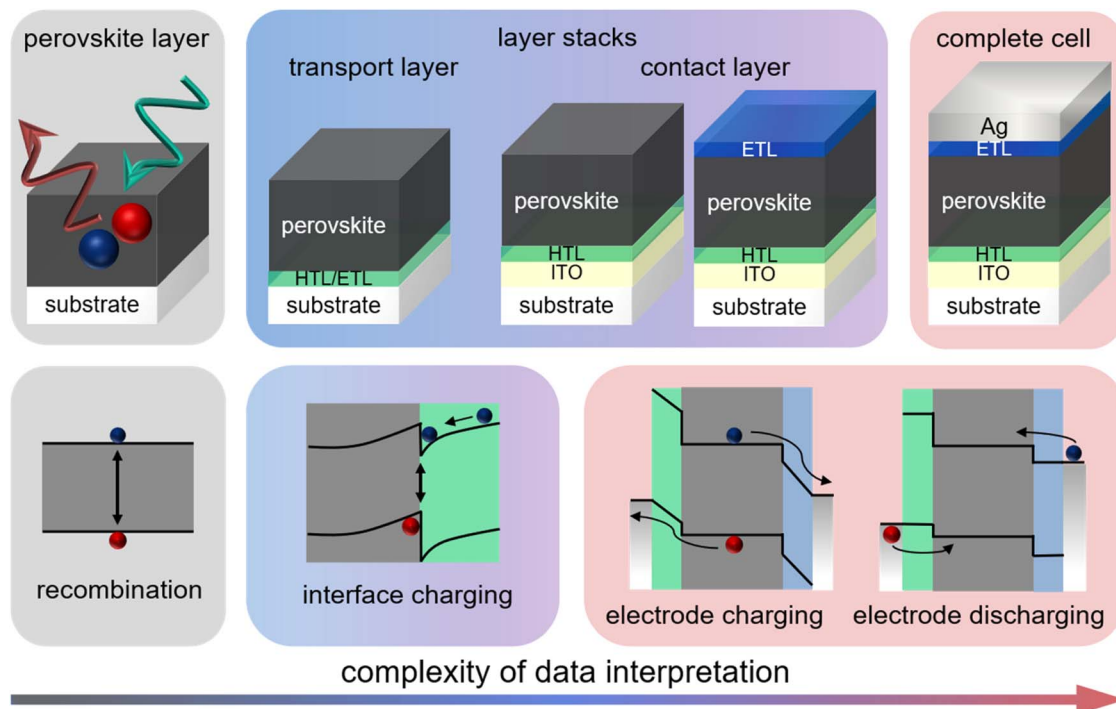 perovskite layer
substrate
layer stacks
transport layer
contact layer
perovskite
HTL/ETL
substrate
perovskite
HTL
ITO
substrate
ETL
perovskite
HTL
ITO
substrate
complete cell
Ag
ETL
perovskite
HTL
ITO
substrate
recombination
interface charging
electrode charging
electrode discharging
complexity of data interpretation